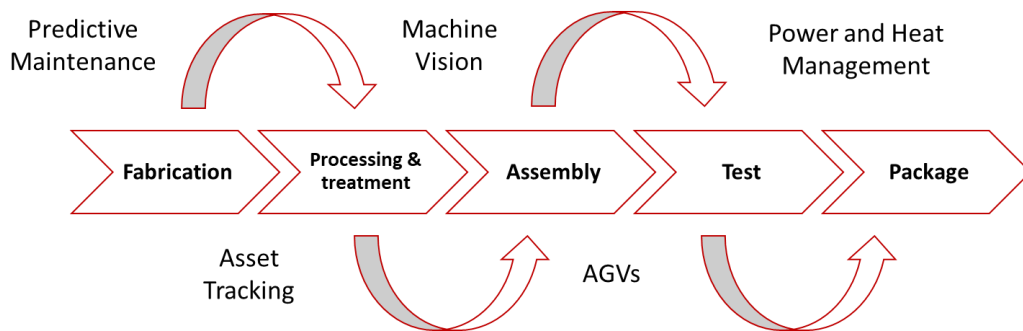 Predictive
Maintenance
Machine
Vision
Power and Heat
Management
Fabrication
Processing &
treatment
Assembly
Test
Package
Asset
Tracking
AGVs